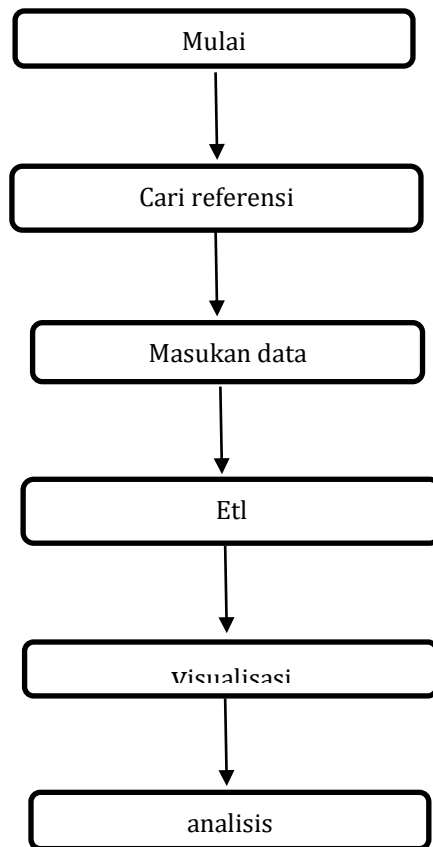 Mulai
Cari referensi
Masukan data
Etl
Visualisasi
analisis